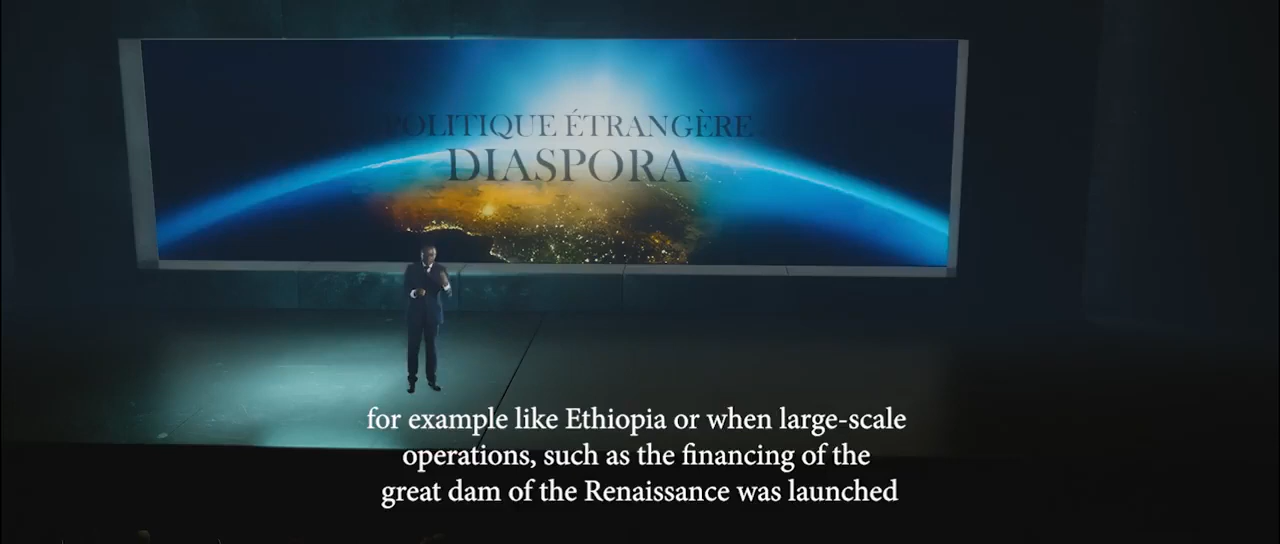 POLITIQUE ÉTRANGÈRE
DIASPORA
for example like Ethiopia or when large-scale
operations, such as the financing of the
great dam of the Renaissance was launched